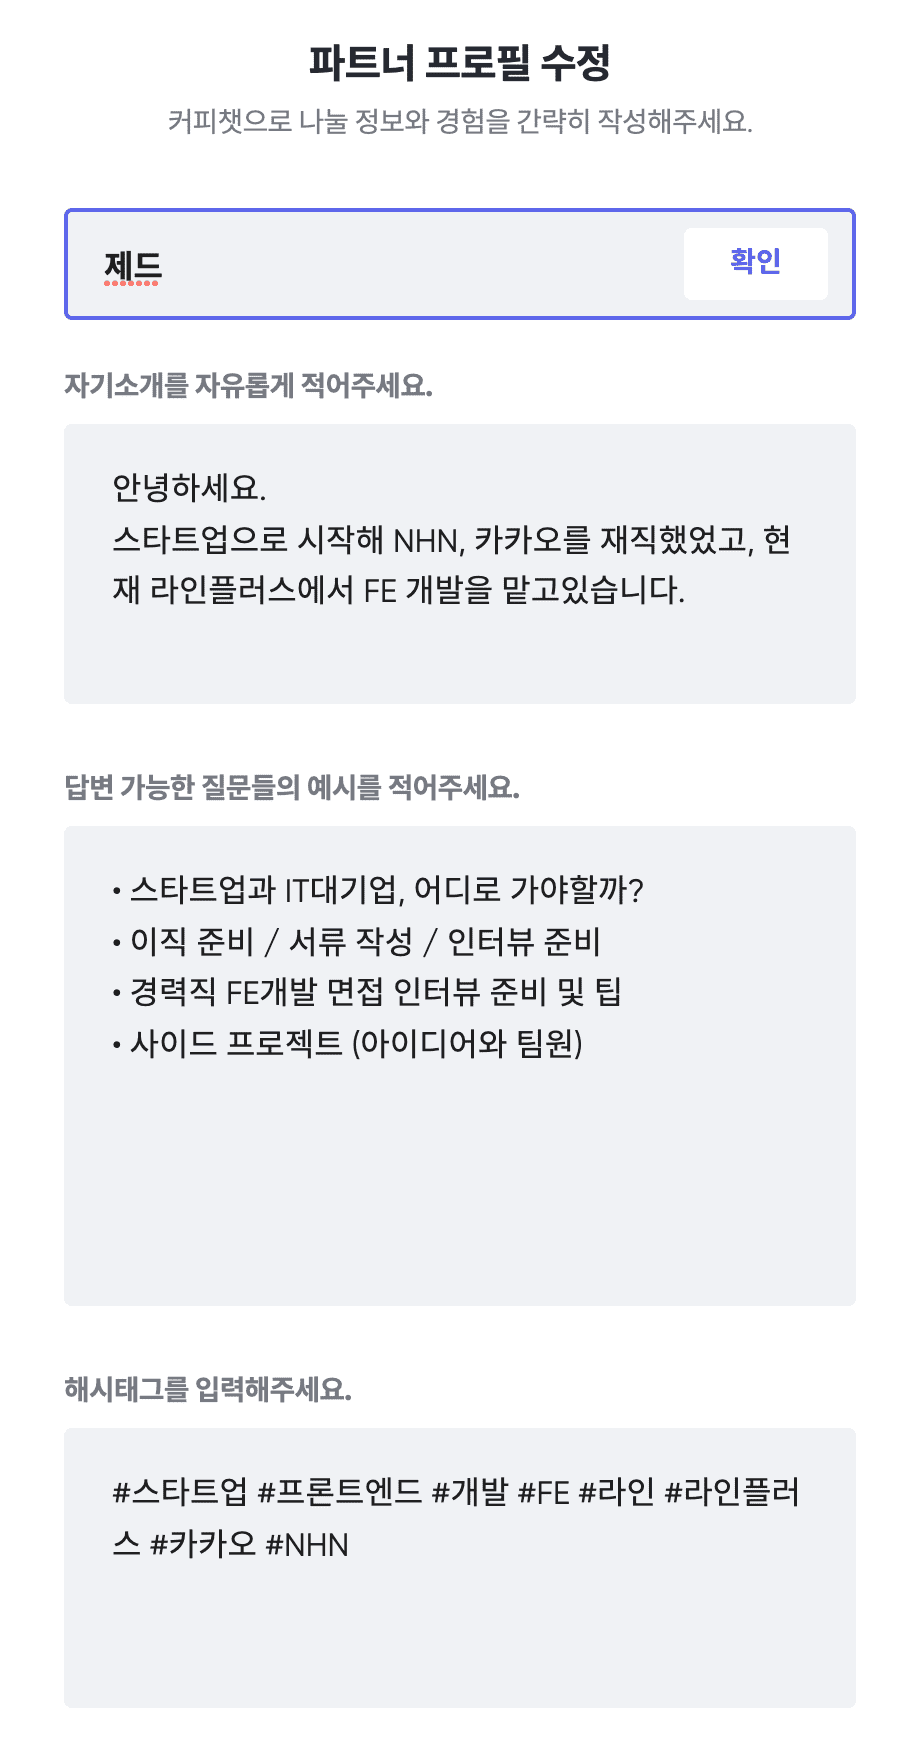 파트너 프로필 수정
커피챗으로 나눌 정보와 경험을 간략히 작성해주세요.
제드
확인
자기소개를 자유롭게 적어주세요.
안녕하세요.
스타트업으로 시작해 NHN, 카카오를 재직했었고, 현
재 라인플러스에서 FE 개발을 맡고있습니다.
답변 가능한 질문들의 예시를 적어주세요.
• 스타트업과 IT대기업, 어디로 가야할까?
• 이직 준비 / 서류 작성 / 인터뷰 준비
• 경력직 FE개발 면접 인터뷰 준비 및 팁
• 사이드 프로젝트 (아이디어와 팀원)
해시태그를 입력해주세요.
#스타트업 #프론트엔드 #개발 #FE #라인 #라인플러
스 #카카오 #NHN